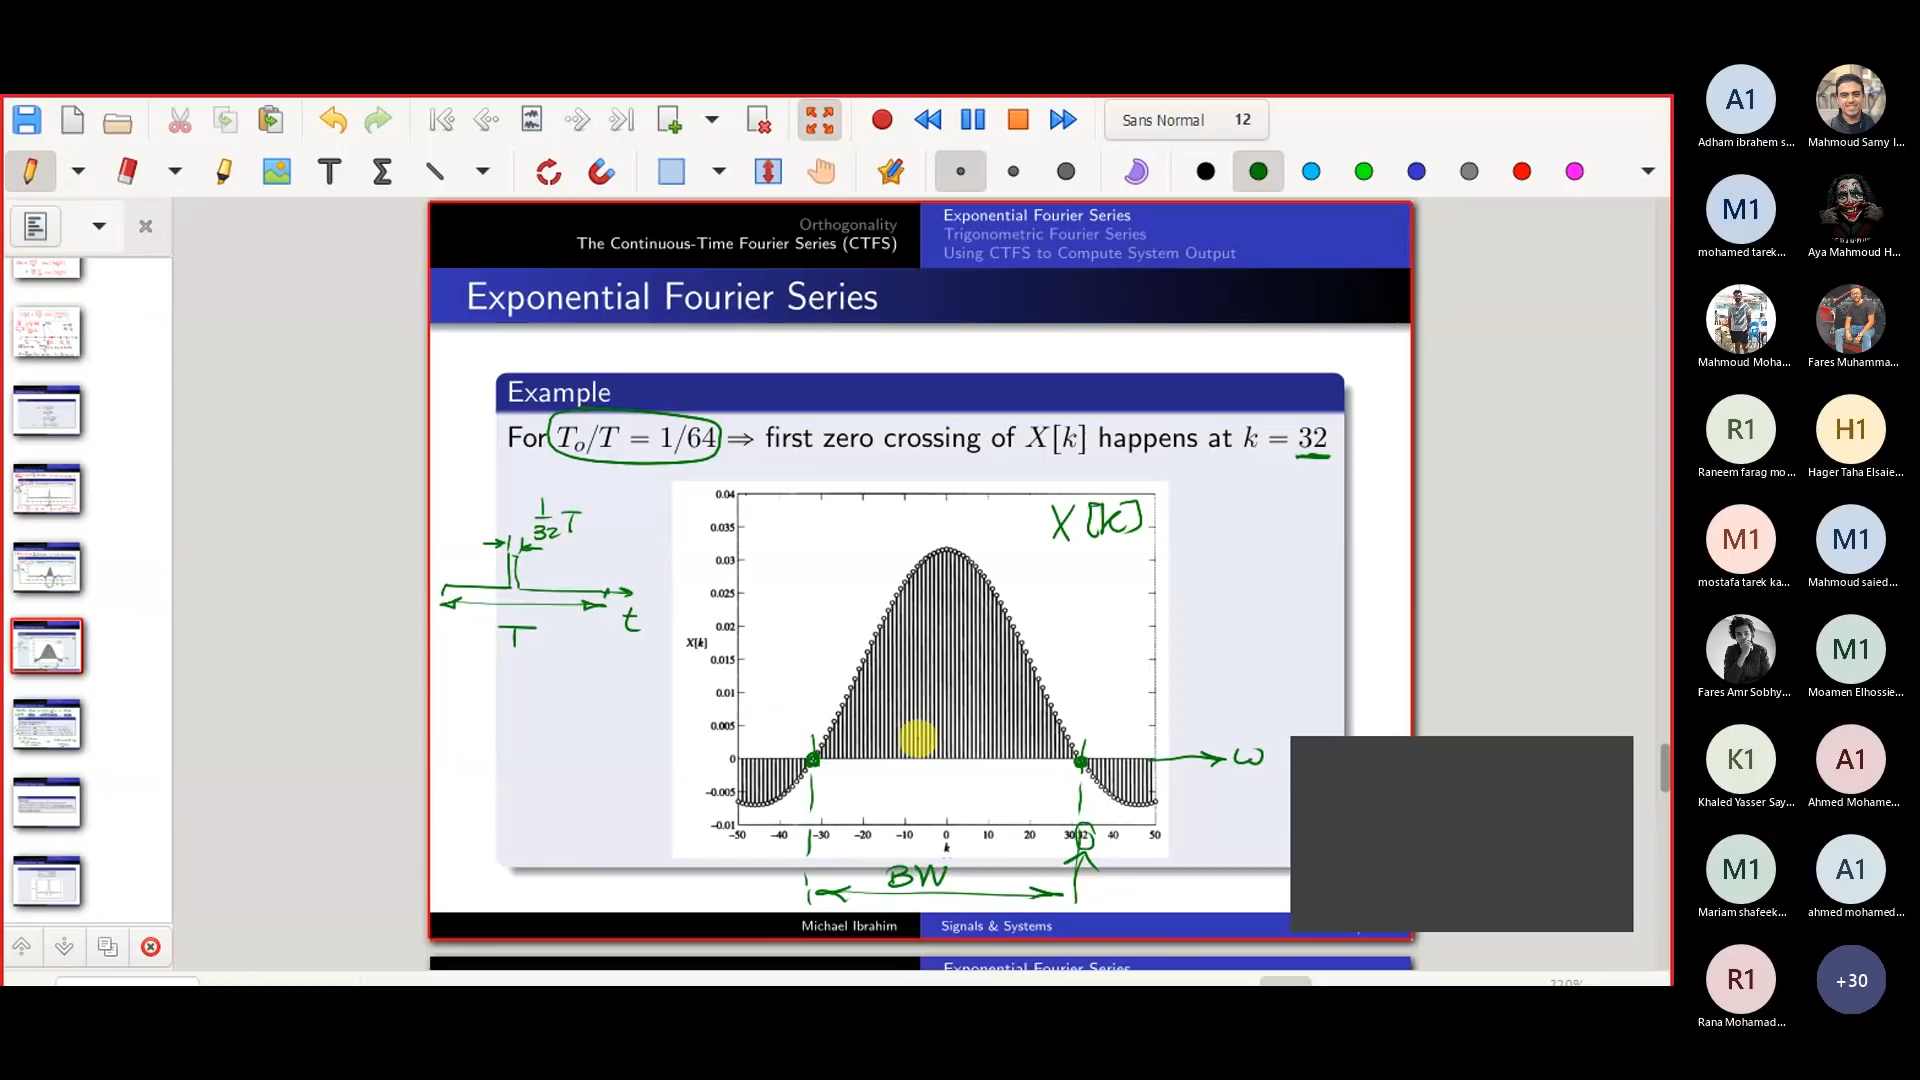 Sans Normal 12
Orthogonality
The Continuous-Time Fourier Series (CTFS)
Exponential Fourier Series
Trigonometric Fourier Series
Using CTFS to Compute System Output
Exponential Fourier Series
Example
For T_o/T = 1/64 ⇒ first zero crossing of X[k] happens at k = 32
1/32 T
T
t
X[k]
0.04
0.035
0.03
0.025
0.02
X[k]
0.015
0.01
0.005
0
-0.005
-0.01
-50 -40 -30 -20 -10 0 10 20 30 32 40 50
k
ω
BW
Michael Ibrahim
Signals & Systems
Exponential Fourier Series
A1
Adham ibrahem s...
Mahmoud Samy I...
M1
mohamed tarek...
Aya Mahmoud H...
Mahmoud Moha...
Fares Muhamma...
R1
Raneem farag mo...
H1
Hager Taha Elsaie...
M1
mostafa tarek ka...
M1
Mahmoud saied...
Fares Amr Sobhy...
M1
Moamen Elhossie...
K1
Khaled Yasser Say...
A1
Ahmed Mohame...
M1
Mariam shafeek...
A1
ahmed mohamed...
R1
Rana Mohamad...
+30